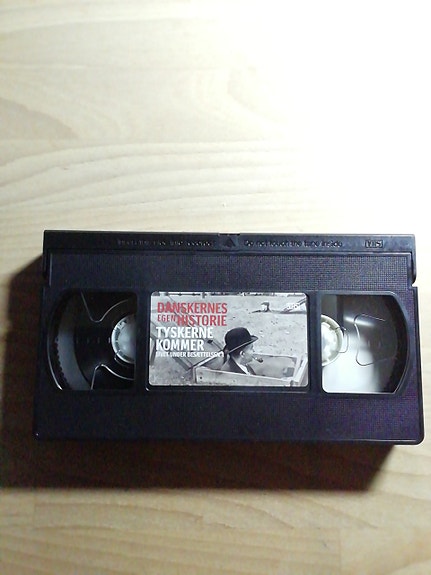 Do not touch the tape inside
VHS
DANSKERNES
EGEN HISTORIE
TYSKERNE
KOMMER
LIVET UNDER BESÆTTELSEN